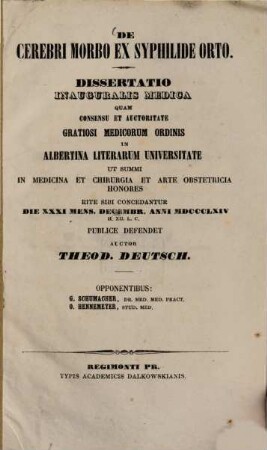 DE
CEREBRI MORBO EX SYPHILIDE ORTO.
DISSERTATIO
INAUGURALIS MEDICA
QUAM
CONSENSU ET AUCTORITATE
GRATIOSI MEDICORUM ORDINIS
IN
ALBERTINA LITERARUM UNIVERSITATE
UT SUMMI
IN MEDICINA ET CHIRURGIA ET ARTE OBSTETRICIA
HONORES
RITE SIBI CONCEDANTUR
DIE XXXI MENS. DECEMBR. ANNI MDCCCLXIV
H. XII. L. C.
PUBLICE DEFENDET
AUCTOR
THEOD. DEUTSCH.
OPPONENTIBUS:
G. SCHUMACHER, DR. MED. MED. PRACT.
O. HENNEMEYER, STUD. MED.
REGIMONTI PR.
TYPIS ACADEMICIS DALKOWSKIANIS.